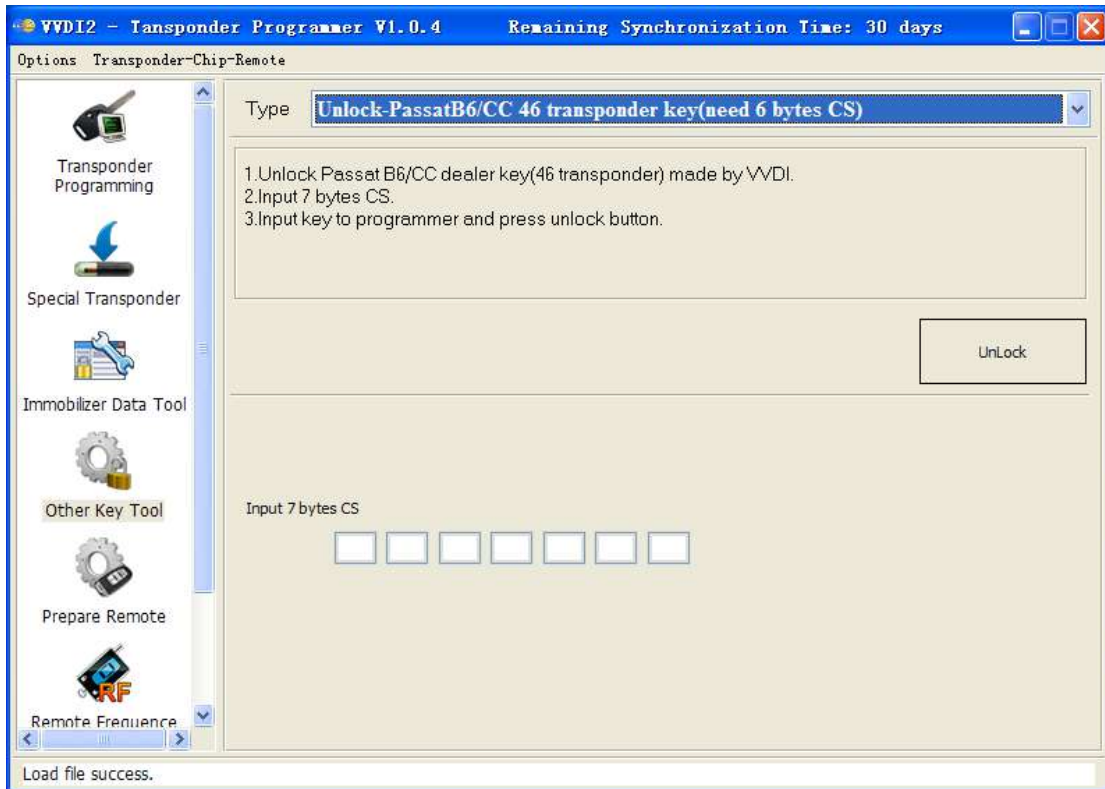 VVDI2 - Tansponder Programmer V1.0.4 Remaining Synchronization Time: 30 days
Options Transponder-Chip-Remote
Transponder
Programming
Special Transponder
Immobilizer Data Tool
Other Key Tool
Prepare Remote
RF
Remote Frequence
Type Unlock-PassatB6/CC 46 transponder key(need 6 bytes CS)
1.Unlock Passat B6/CC dealer key(46 transponder) made by VVDI.
2.Input 7 bytes CS.
3.Input key to programmer and press unlock button.
UnLock
Input 7 bytes CS
Load file success.